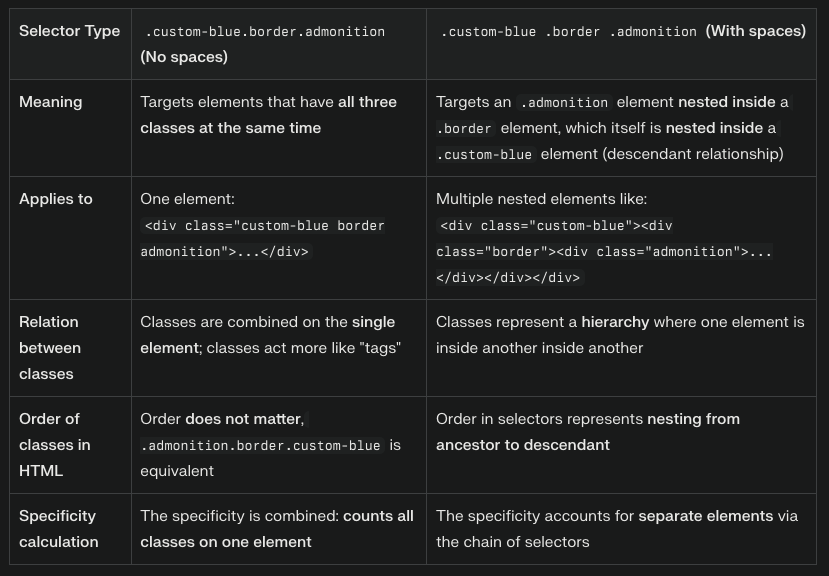 Selector Type
.custom-blue.border.admonition
(No spaces)
.custom-blue .border .admonition (With spaces)
Meaning
Targets elements that have all three
classes at the same time
Targets an .admonition element nested inside a
.border element, which itself is nested inside a
.custom-blue element (descendant relationship)
Applies to
One element:
<div class="custom-blue border
admonition">...</div>
Multiple nested elements like:
<div class="custom-blue"><div
class="border"><div class="admonition">...
</div></div></div>
Relation
between
classes
Classes are combined on the single
element; classes act more like "tags"
Classes represent a hierarchy where one element is
inside another inside another
Order of
classes in
HTML
Order does not matter,
.admonition.border.custom-blue is
equivalent
Order in selectors represents nesting from
ancestor to descendant
Specificity
calculation
The specificity is combined: counts all
classes on one element
The specificity accounts for separate elements via
the chain of selectors